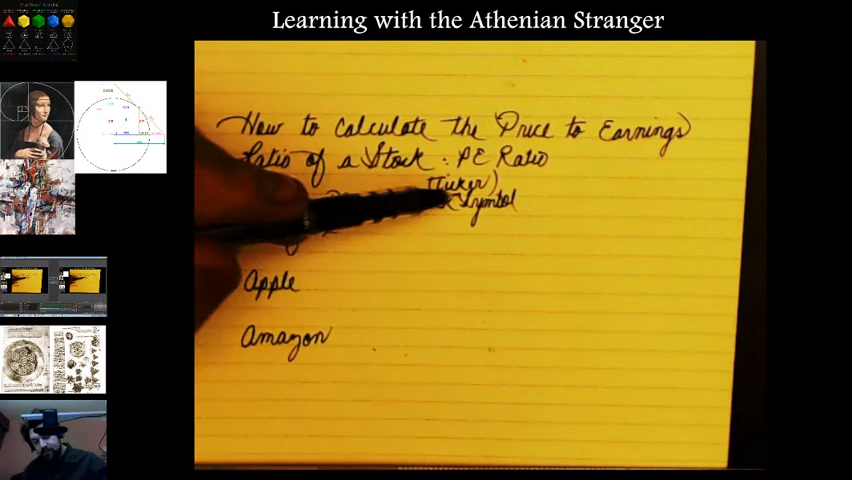 Learning with the Athenian Stranger
How to Calculate the Price to Earnings
Ratio of a Stock: PE Ratio
(Ticker)
Symbol
Apple
Amazon